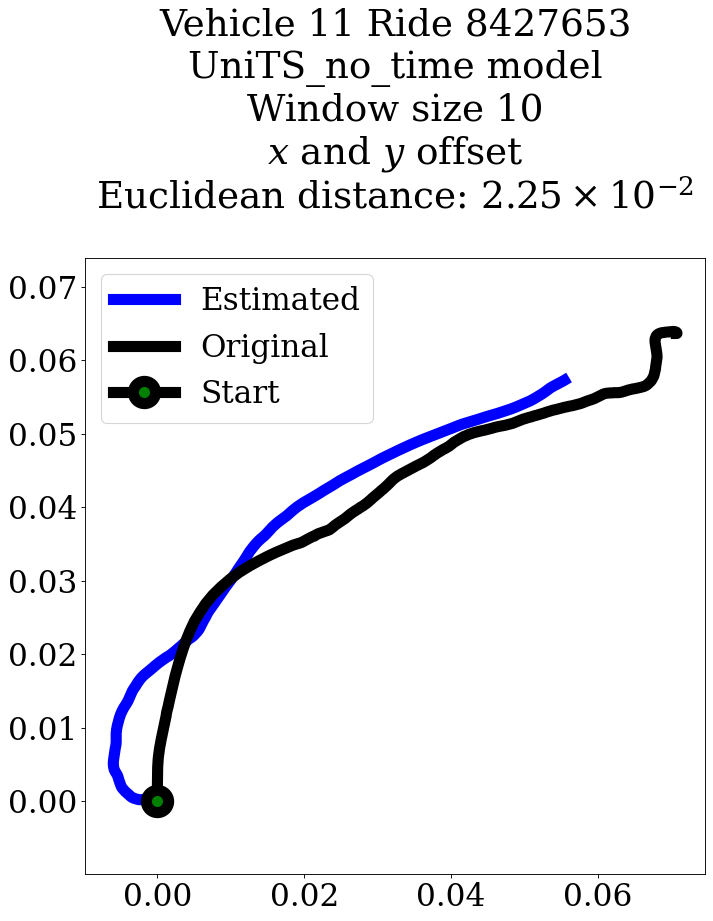 Vehicle 11 Ride 8427653
UniTS_no_time model
Window size 10
x and y offset
Euclidean distance: 2.25 × 10⁻²
Estimated
Original
Start
0.07
0.06
0.05
0.04
0.03
0.02
0.01
0.00
0.00 0.02 0.04 0.06